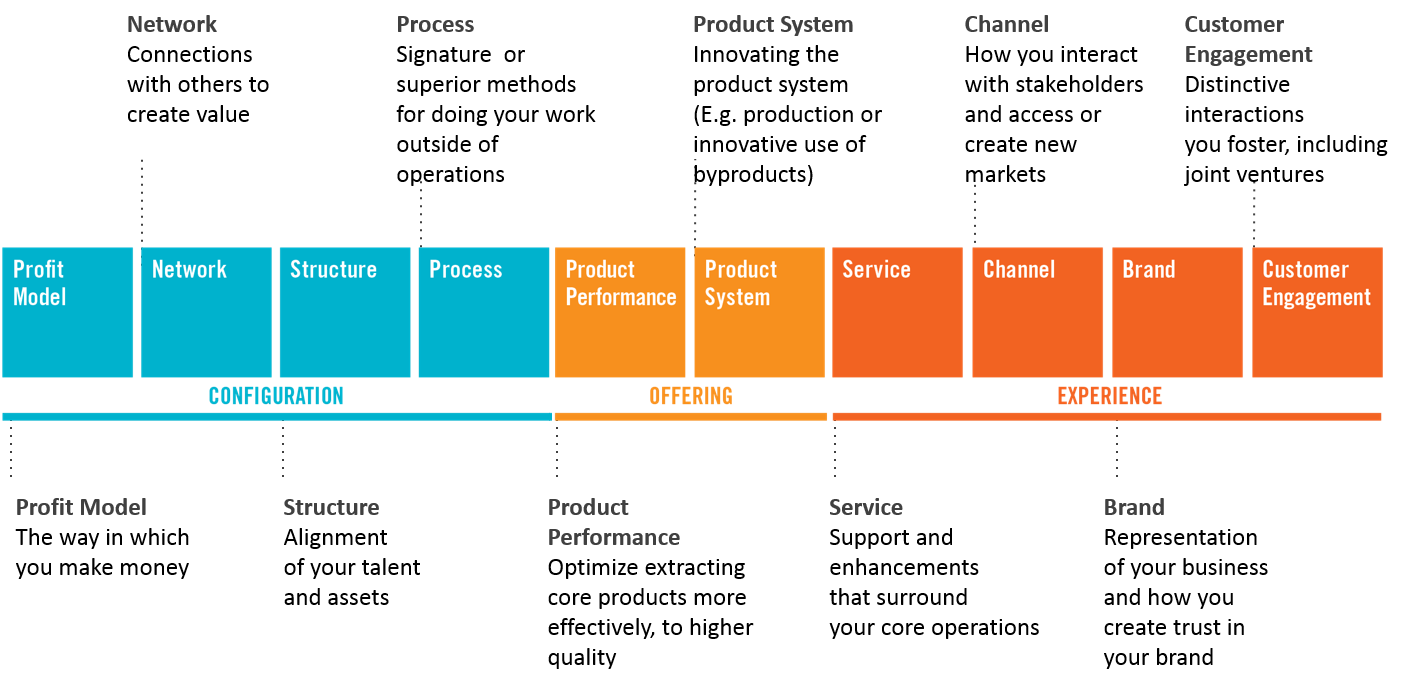 Network
Connections
with others to
create value
Process
Signature or
superior methods
for doing your work
outside of
operations
Product System
Innovating the
product system
(E.g. production or
innovative use of
byproducts)
Channel
How you interact
with stakeholders
and access or
create new
markets
Customer
Engagement
Distinctive
interactions
you foster, including
joint ventures
Profit
Model
Network
Structure
Process
Product
Performance
Product
System
Service
Channel
Brand
Customer
Engagement
CONFIGURATION
OFFERING
EXPERIENCE
Profit Model
The way in which
you make money
Structure
Alignment
of your talent
and assets
Product
Performance
Optimize extracting
core products more
effectively, to higher
quality
Service
Support and
enhancements
that surround
your core operations
Brand
Representation
of your business
and how you
create trust in
your brand